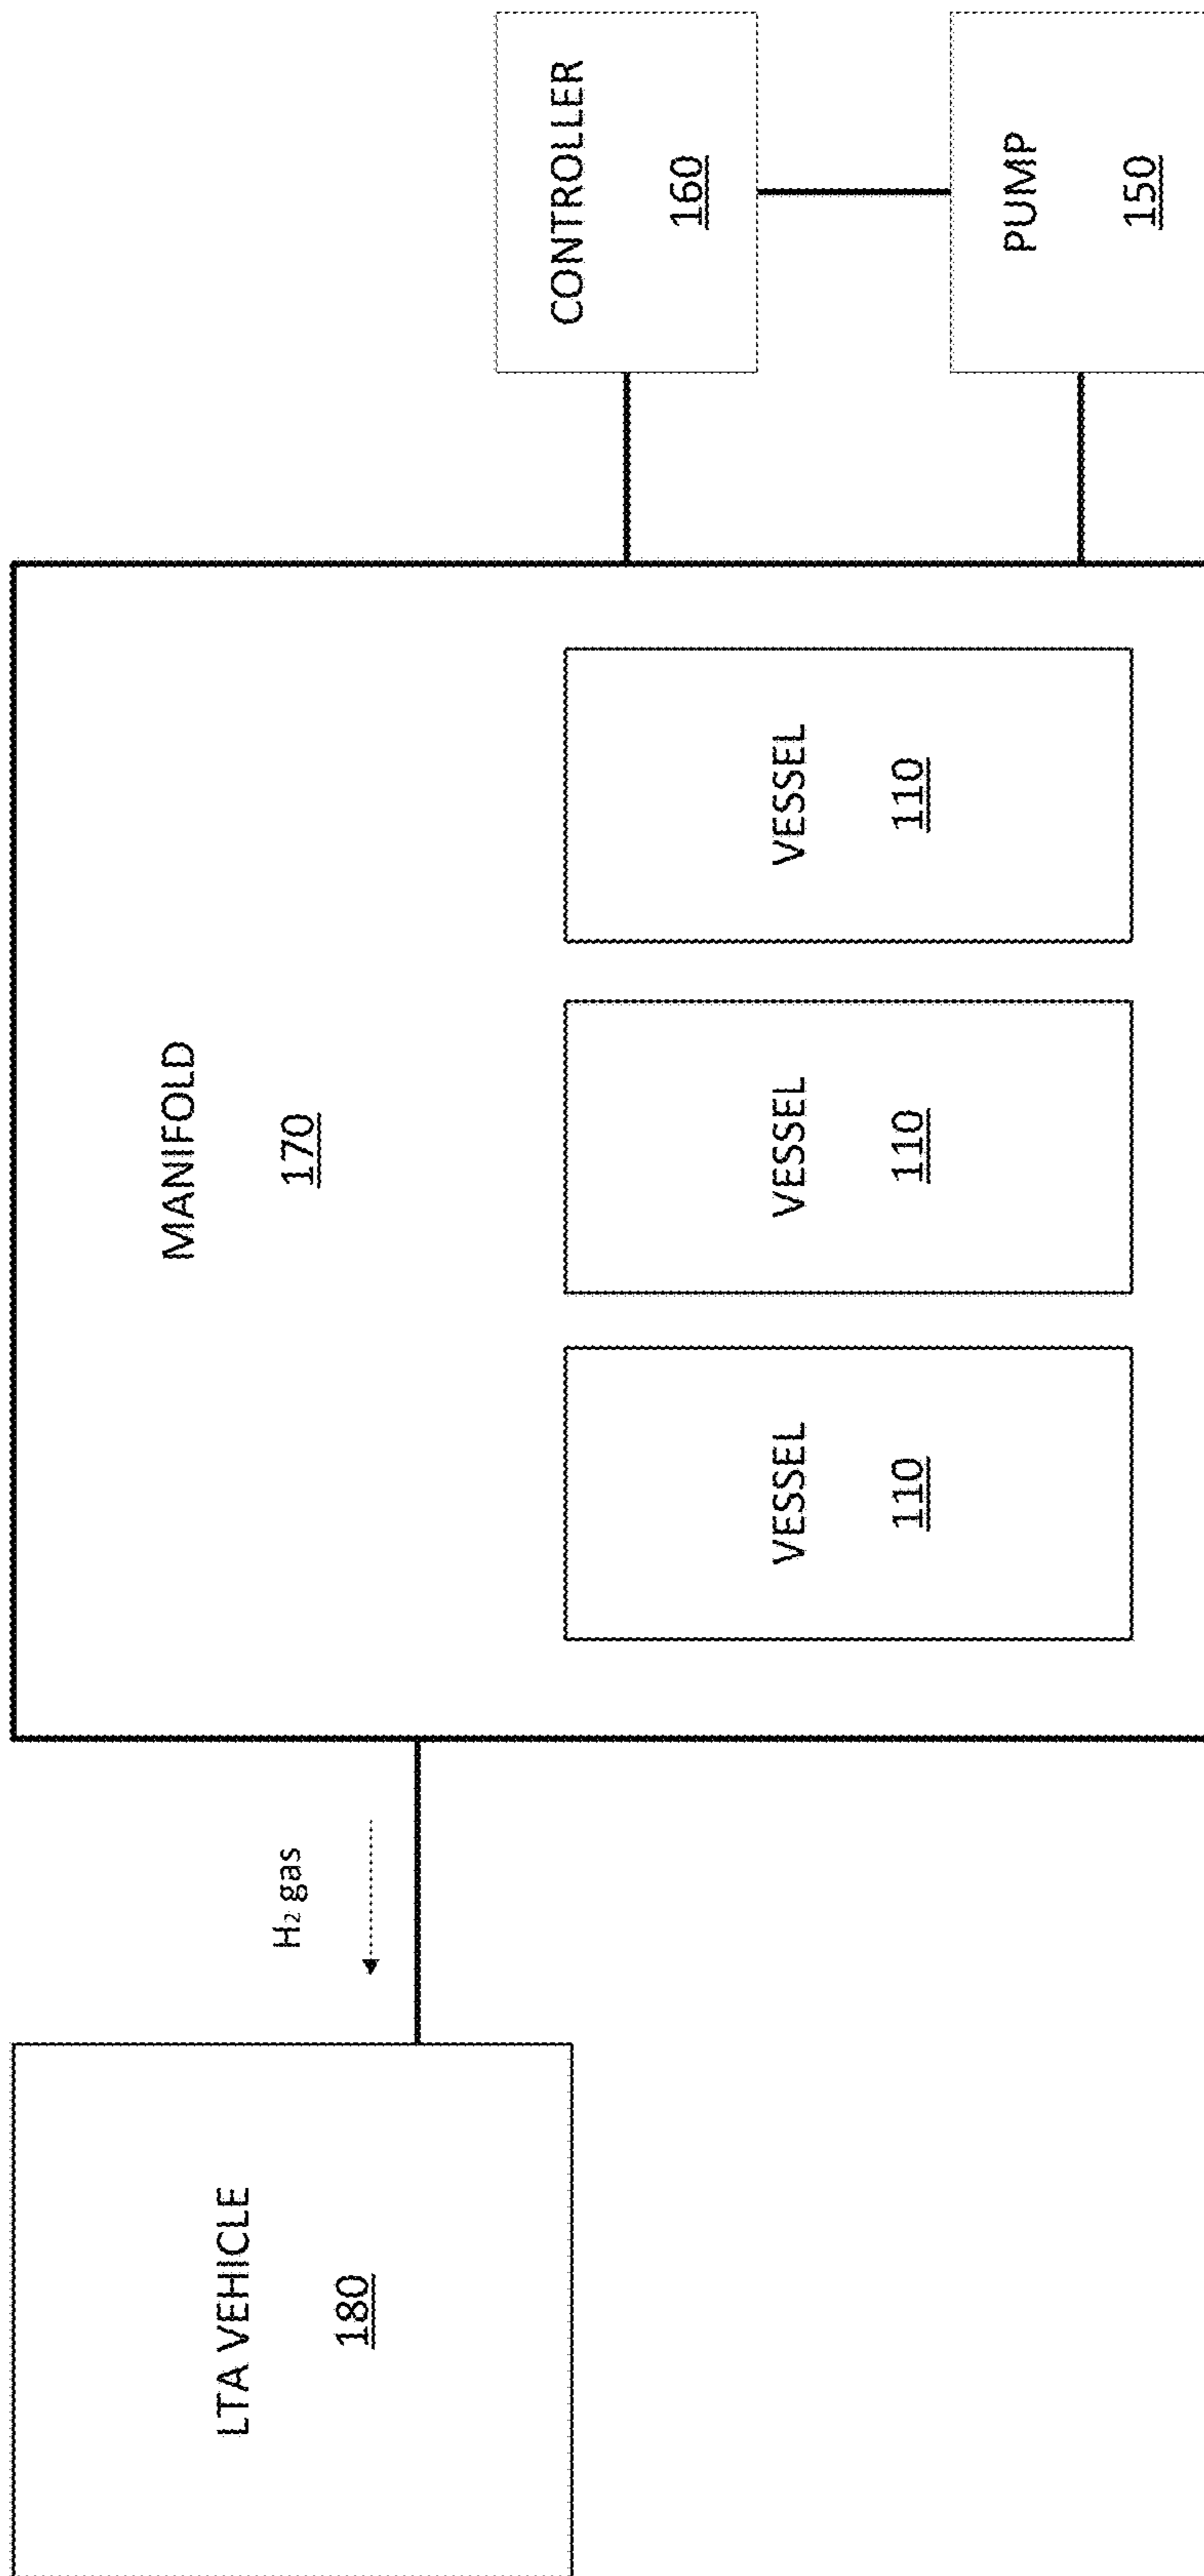 LTA VEHICLE
180
H₂ gas
MANIFOLD
170
VESSEL
110
VESSEL
110
VESSEL
110
CONTROLLER
160
PUMP
150